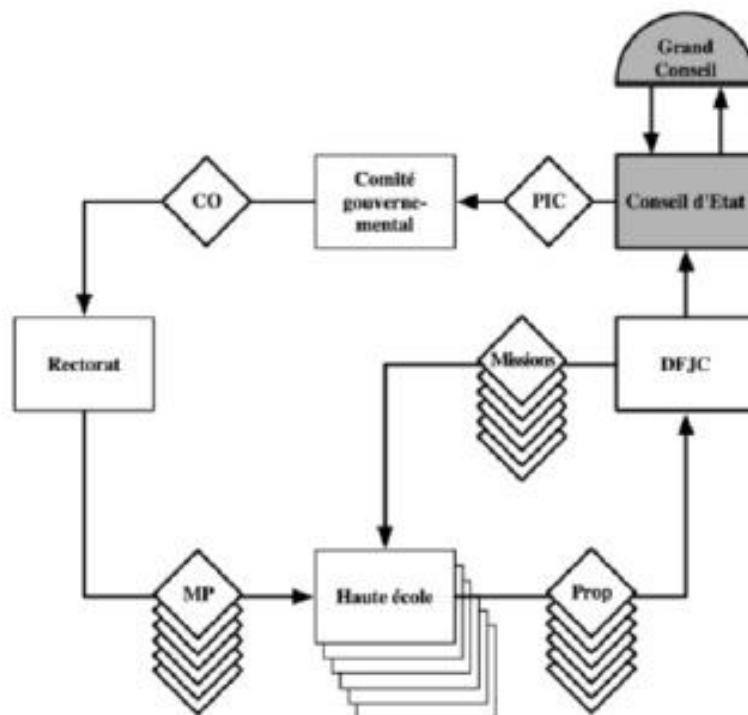 Grand
Conseil
CO
Comité
gouverne-
mental
PIC
Conseil d'Etat
Rectorat
Missions
DFJC
MP
Haute école
Prop